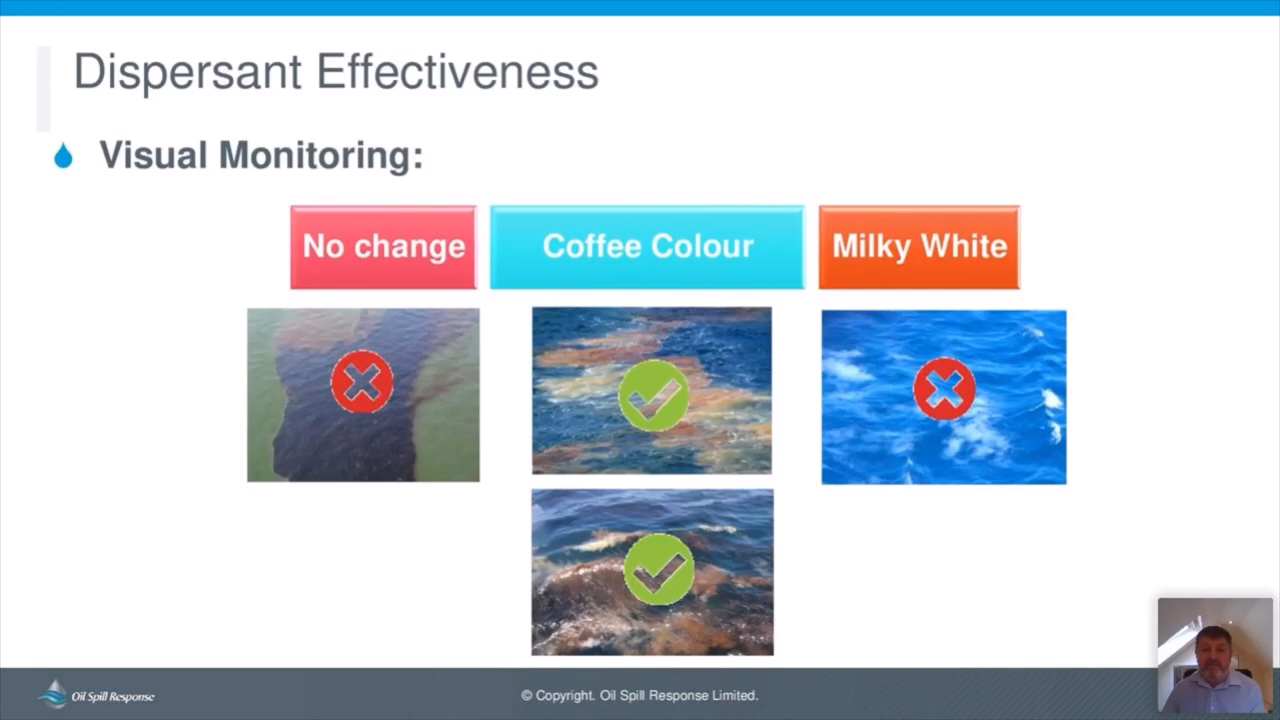 Dispersant Effectiveness
Visual Monitoring:
No change
Coffee Colour
Milky White
Oil Spill Response
© Copyright. Oil Spill Response Limited.